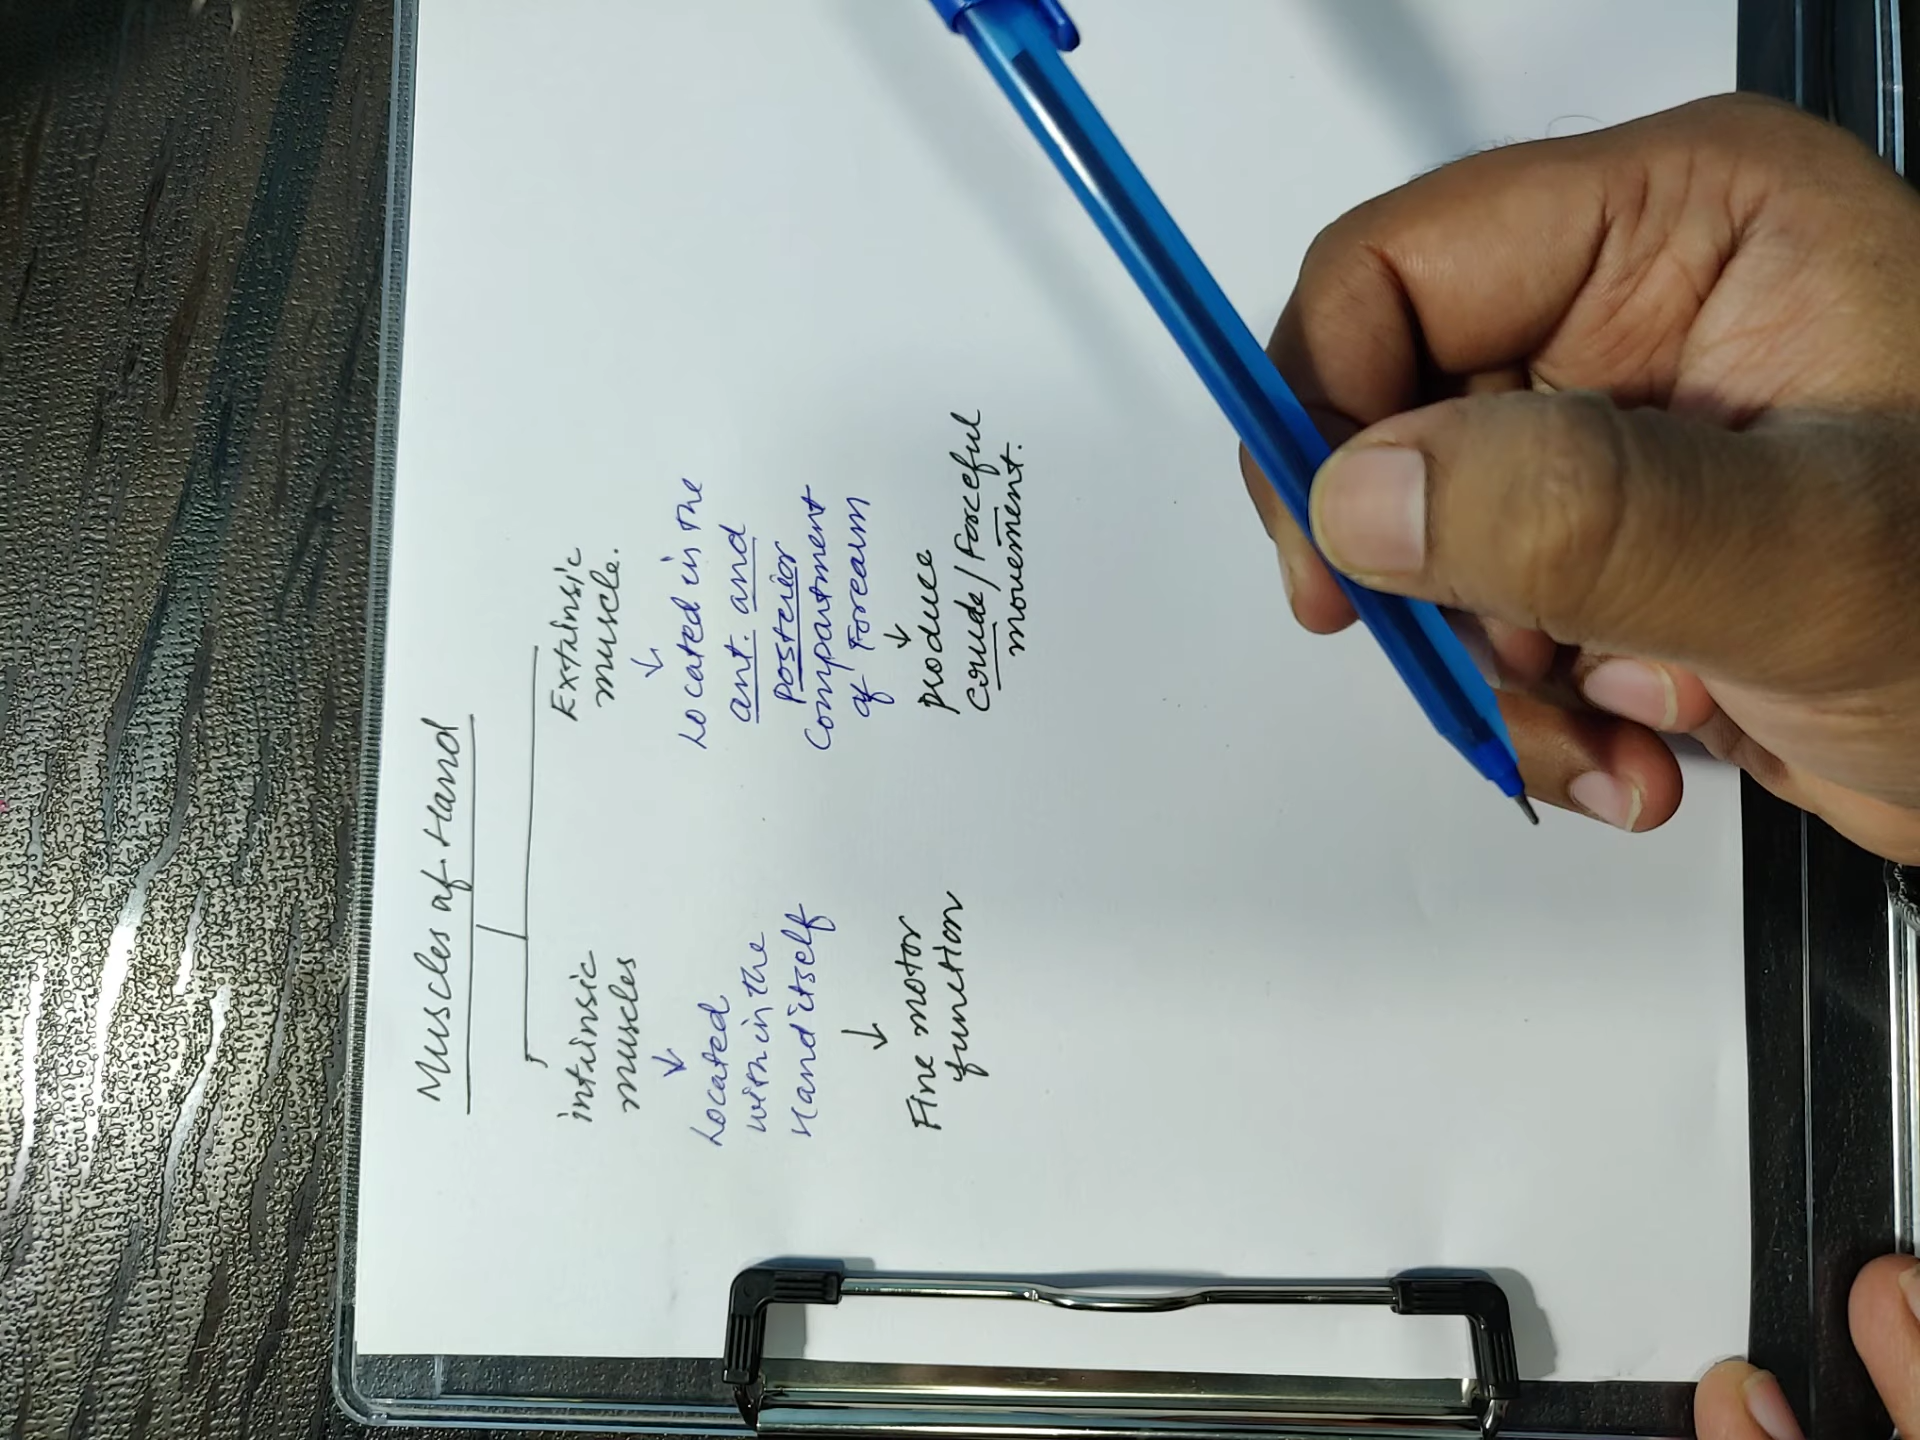 Muscles of Hand
intrinsic
muscles
Located
within the
Hand itself
Fine motor
function
Extrinsic
muscle.
Located in the
ant. and
posterior
Compartment
of Forearm
produce
Crude/Forceful
movement.